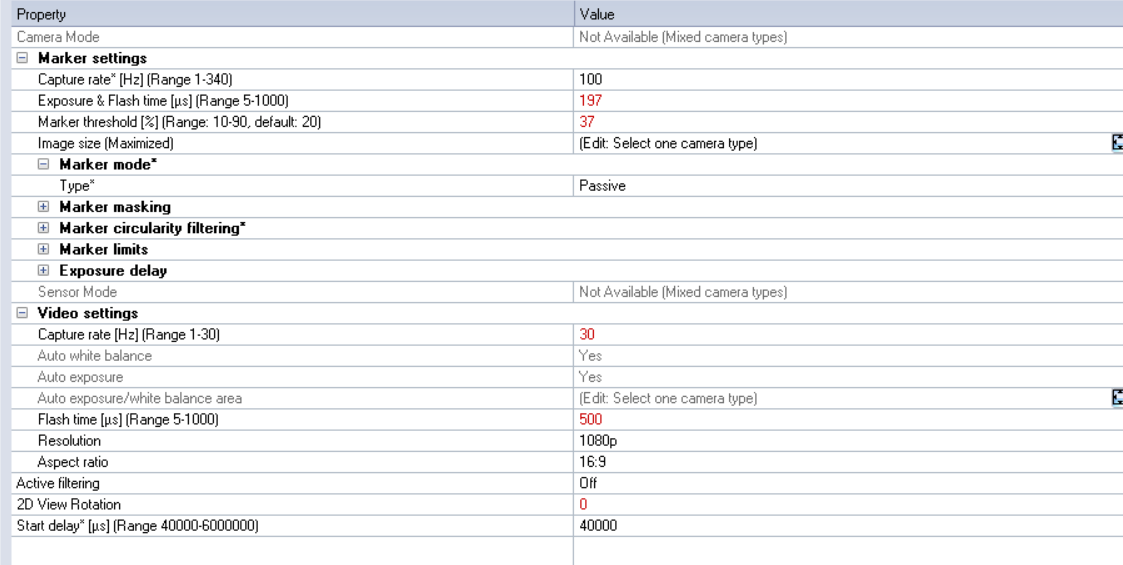 Property Value
Camera Mode Not Available (Mixed camera types)
Marker settings
Capture rate* [Hz] (Range 1-340) 100
Exposure & Flash time [µs] (Range 5-1000) 197
Marker threshold [%] (Range: 10-90, default: 20) 37
Image size (Maximized) (Edit: Select one camera type)
Marker mode*
Type* Passive
Marker masking
Marker circularity filtering*
Marker limits
Exposure delay
Sensor Mode Not Available (Mixed camera types)
Video settings
Capture rate [Hz] (Range 1-30) 30
Auto white balance Yes
Auto exposure Yes
Auto exposure/white balance area (Edit: Select one camera type)
Flash time [µs] (Range 5-1000) 500
Resolution 1080p
Aspect ratio 16:9
Active filtering Off
2D View Rotation 0
Start delay* [µs] (Range 40000-6000000) 40000